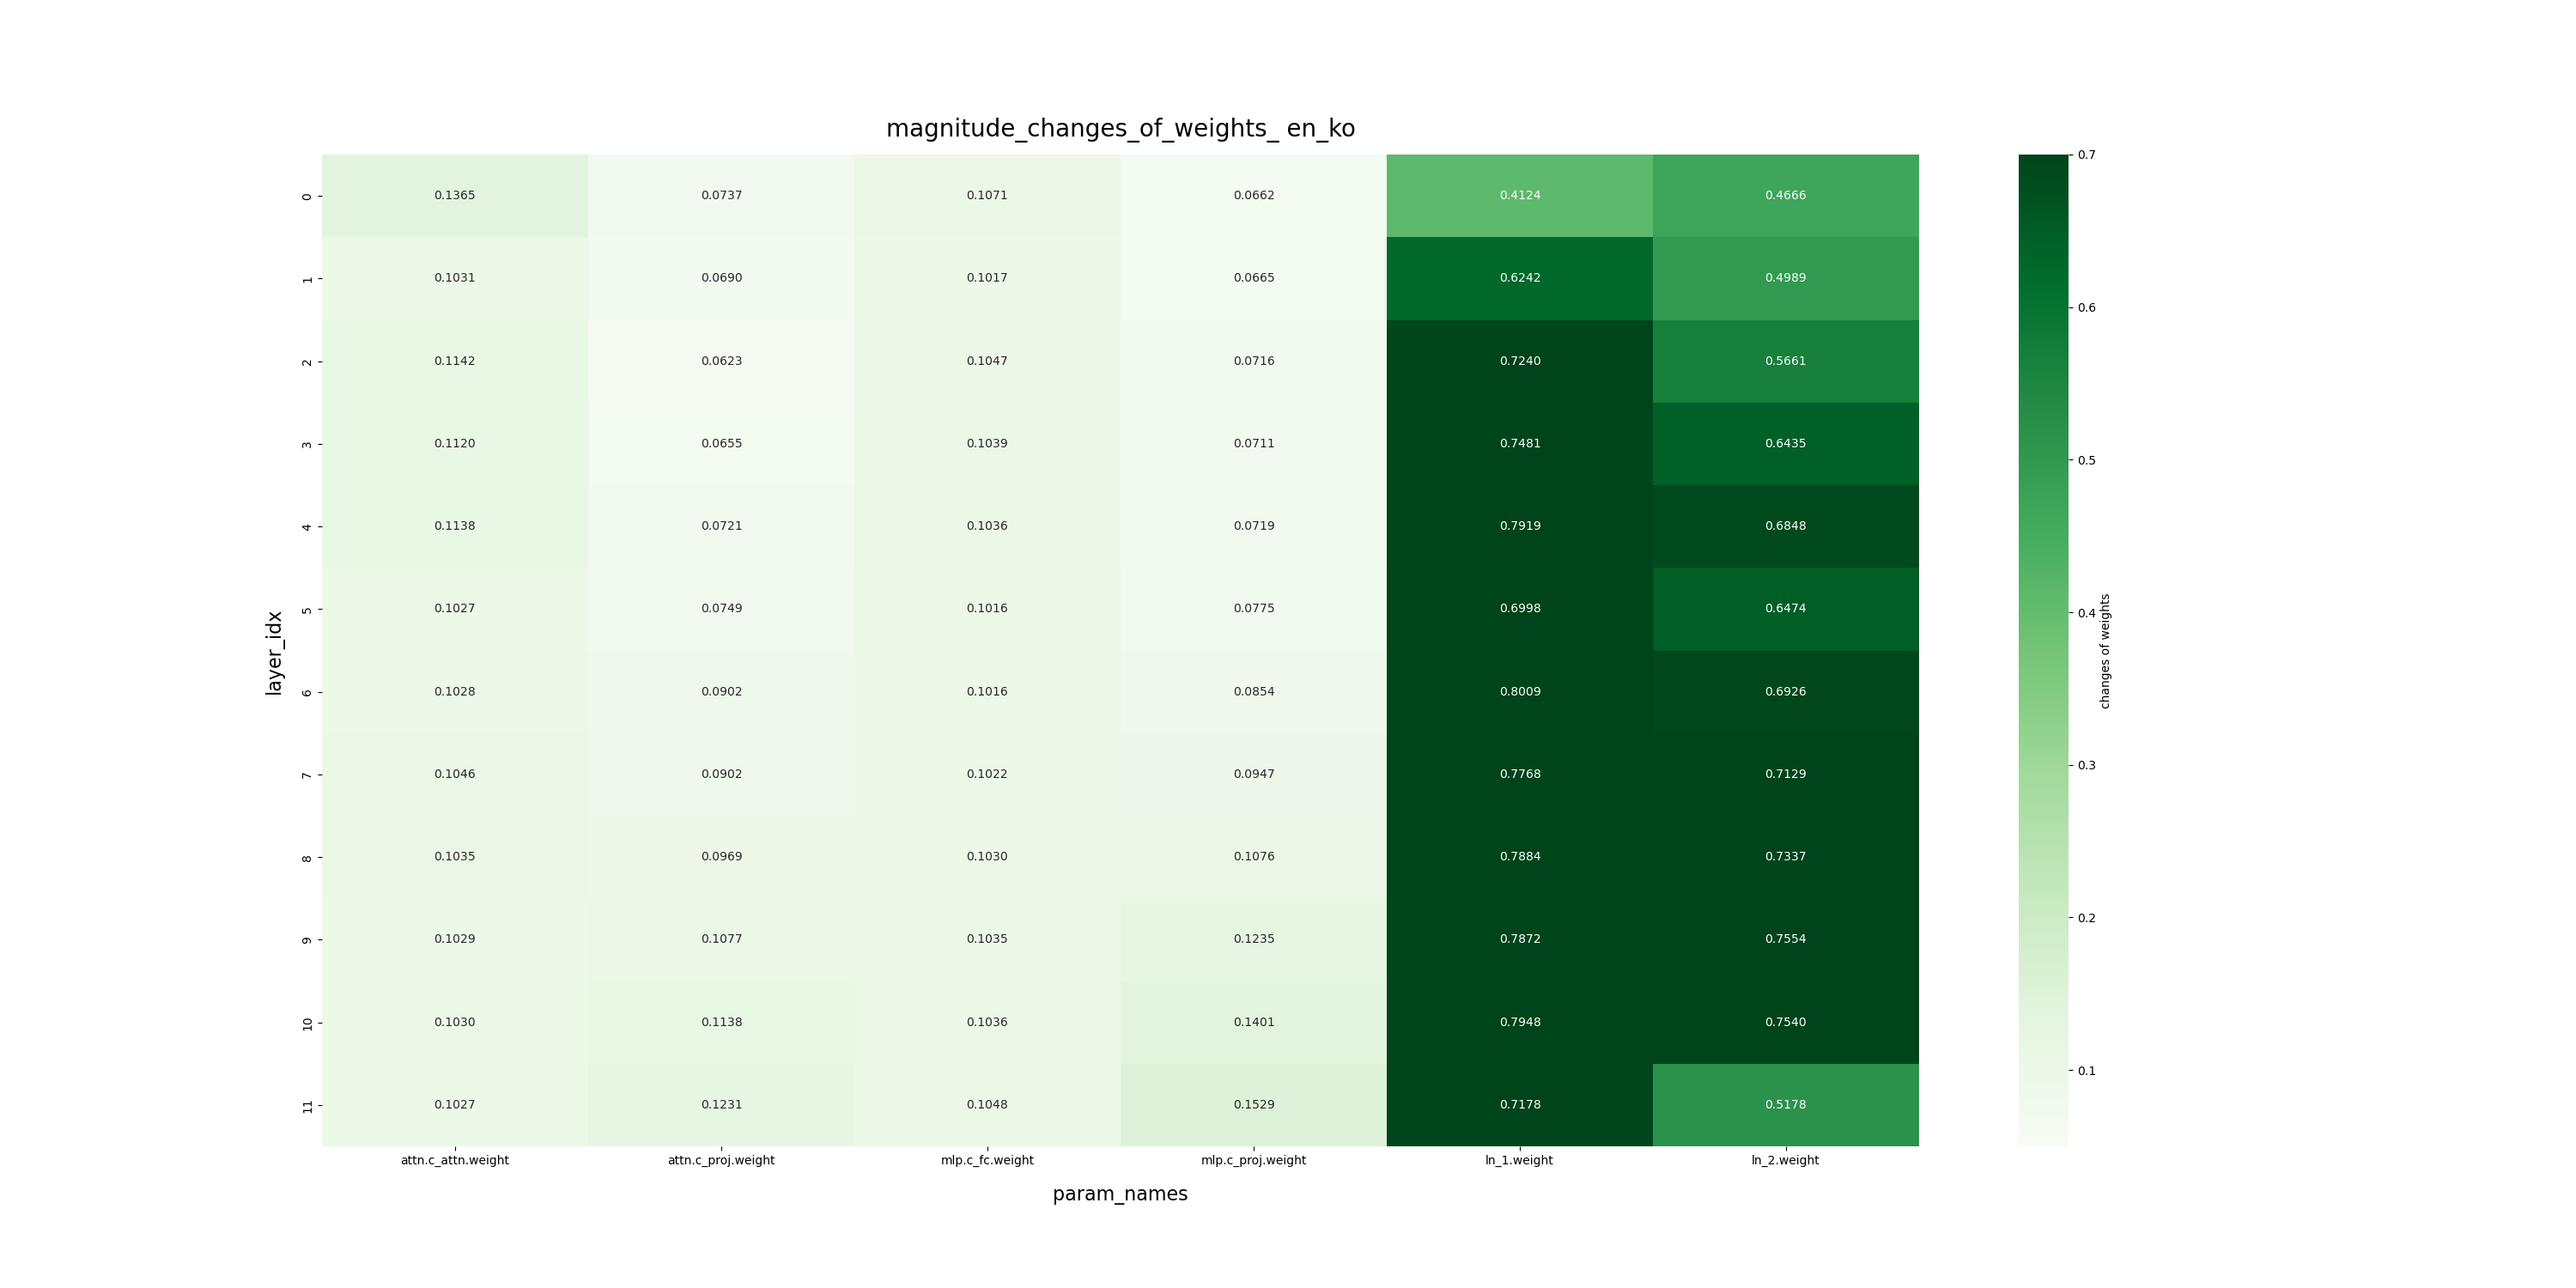 magnitude_changes_of_weights_ en_ko
layer_idx
0 0.1365 0.0737 0.1071 0.0662 0.4124 0.4666
1 0.1031 0.0690 0.1017 0.0665 0.6242 0.4989
2 0.1142 0.0623 0.1047 0.0716 0.7240 0.5661
3 0.1120 0.0655 0.1039 0.0711 0.7481 0.6435
4 0.1138 0.0721 0.1036 0.0719 0.7919 0.6848
5 0.1027 0.0749 0.1016 0.0775 0.6998 0.6474
6 0.1028 0.0902 0.1016 0.0854 0.8009 0.6926
7 0.1046 0.0902 0.1022 0.0947 0.7768 0.7129
8 0.1035 0.0969 0.1030 0.1076 0.7884 0.7337
9 0.1029 0.1077 0.1035 0.1235 0.7872 0.7554
10 0.1030 0.1138 0.1036 0.1401 0.7948 0.7540
11 0.1027 0.1231 0.1048 0.1529 0.7178 0.5178
attn.c_attn.weight attn.c_proj.weight mlp.c_fc.weight mlp.c_proj.weight ln_1.weight ln_2.weight
param_names
0.7
0.6
0.5
0.4
0.3
0.2
0.1
changes of weights